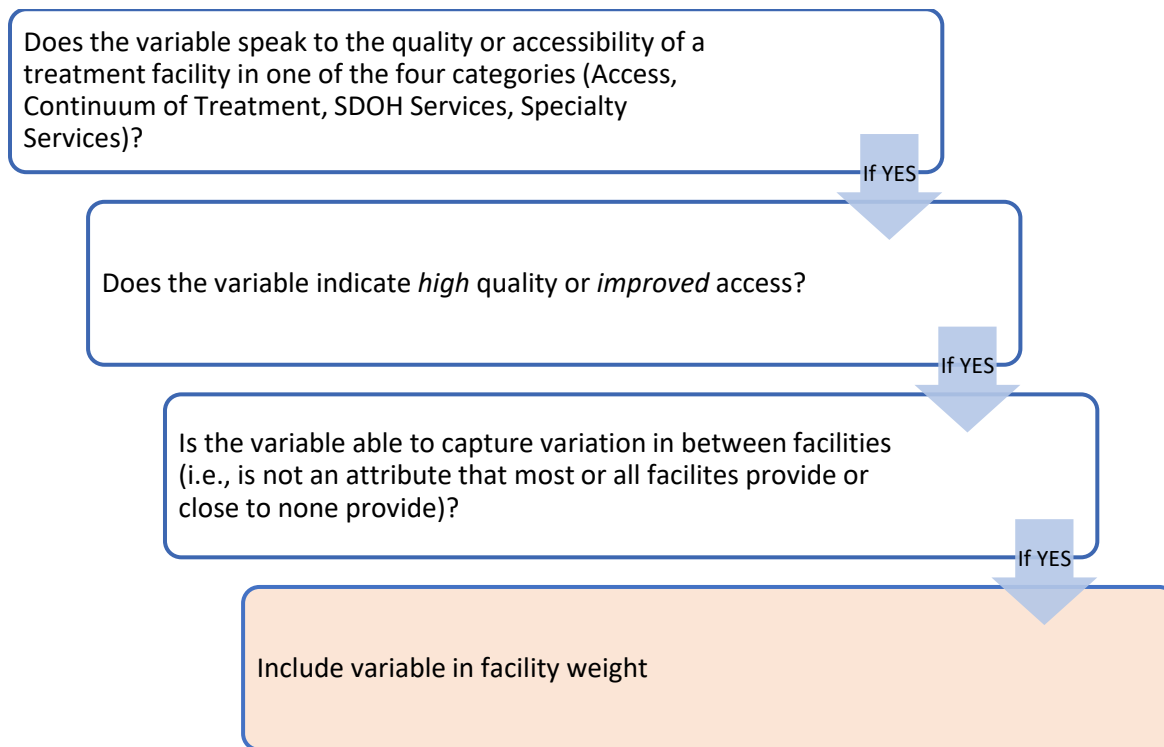 Does the variable speak to the quality or accessibility of a
treatment facility in one of the four categories (Access,
Continuum of Treatment, SDOH Services, Specialty
Services)?
If YES
Does the variable indicate high quality or improved access?
If YES
Is the variable able to capture variation in between facilities
(i.e., is not an attribute that most or all facilites provide or
close to none provide)?
If YES
Include variable in facility weight